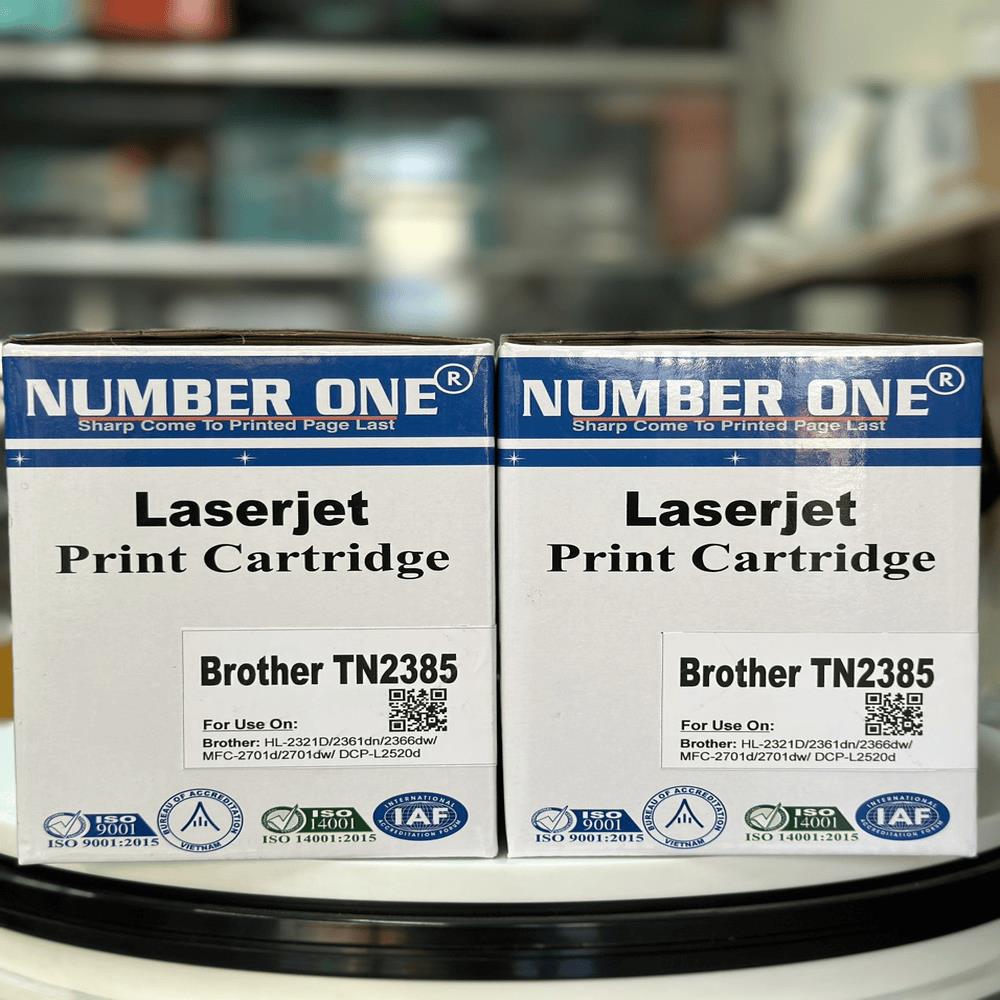 NUMBER ONE®
Sharp Come To Printed Page Last
Laserjet
Print Cartridge
Brother TN2385
For Use On:
Brother: HL-2321D/2361dn/2366dw/
MFC-2701d/2701dw/ DCP-L2520d
ISO
9001
ISO 9001:2015
BUREAU OF ACCREDITATION
VIETNAM
ISO
14001
ISO 14001:2015
INTERNATIONAL
IAF
ACCREDITATION FORUM
NUMBER ONE®
Sharp Come To Printed Page Last
Laserjet
Print Cartridge
Brother TN2385
For Use On:
Brother: HL-2321D/2361dn/2366dw/
MFC-2701d/2701dw/ DCP-L2520d
ISO
9001
ISO 9001:2015
BUREAU OF ACCREDITATION
VIETNAM
ISO
14001
ISO 14001:2015
INTERNATIONAL
IAF
ACCREDITATION FORUM